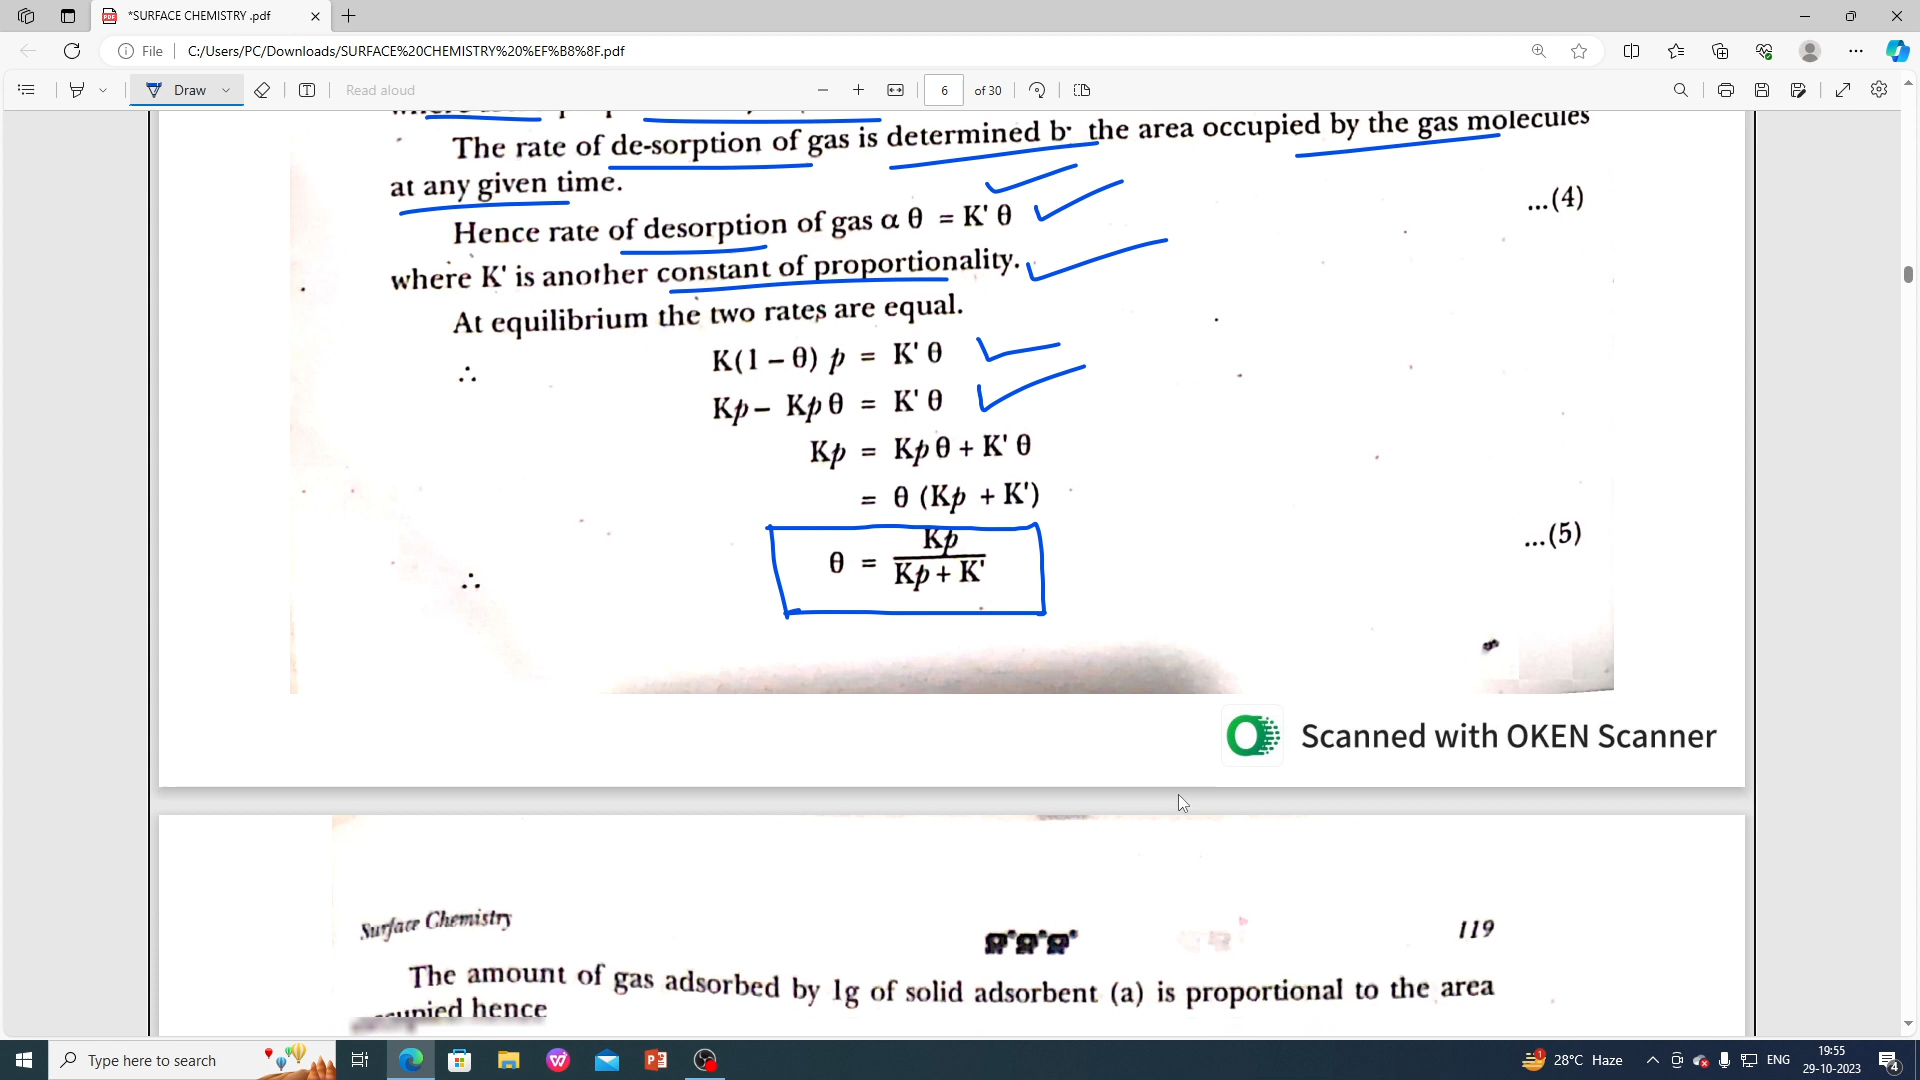 *SURFACE CHEMISTRY .pdf
File C:/Users/PC/Downloads/SURFACE%20CHEMISTRY%20%EF%B8%8F.pdf
Draw Read aloud 6 of 30
The rate of de-sorption of gas is determined the area occupied by the gas molecules
at any given time.
...(4)
Hence rate of desorption of gas α θ = K' θ
where K' is another constant of proportionality.
At equilibrium the two rates are equal.
∴ K(1 – θ) p = K' θ
Kp – Kp θ = K' θ
Kp = Kp θ + K' θ
= θ (Kp + K')
∴ θ = Kp / Kp + K' ...(5)
Scanned with OKEN Scanner
Surface Chemistry 119
The amount of gas adsorbed by 1g of solid adsorbent (a) is proportional to the area
hence
Type here to search 28°C Haze ENG 19:55
29-10-2023 4